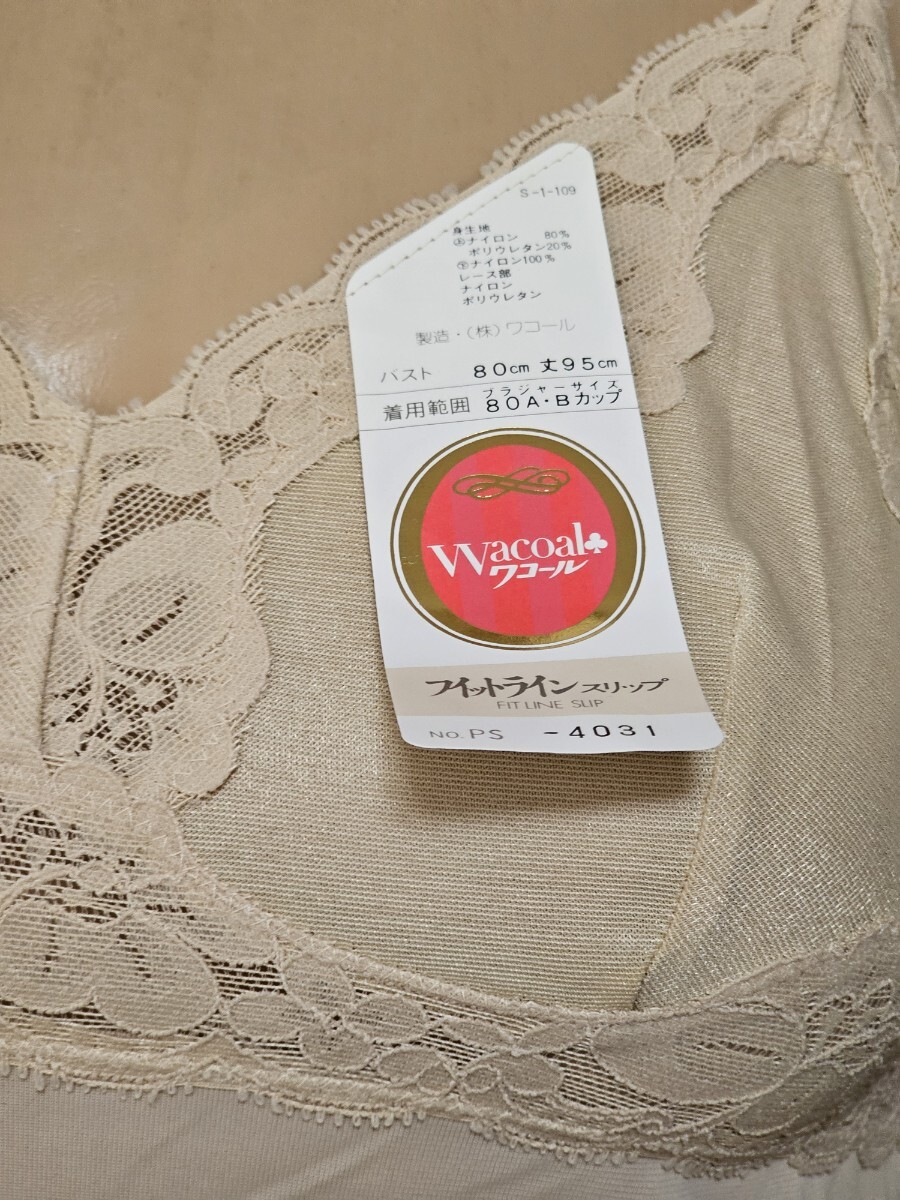 S-1-109
身生地
㋐ナイロン 80%
ポリウレタン20%
㋑ナイロン100%
レース部
ナイロン
ポリウレタン
製造・(株)ワコール
バスト 80cm 丈95cm
ブラジャーサイズ
着用範囲 80A・Bカップ
Wacoal
ワコール
フィットライン スリップ
FIT LINE SLIP
NO. PS -4031